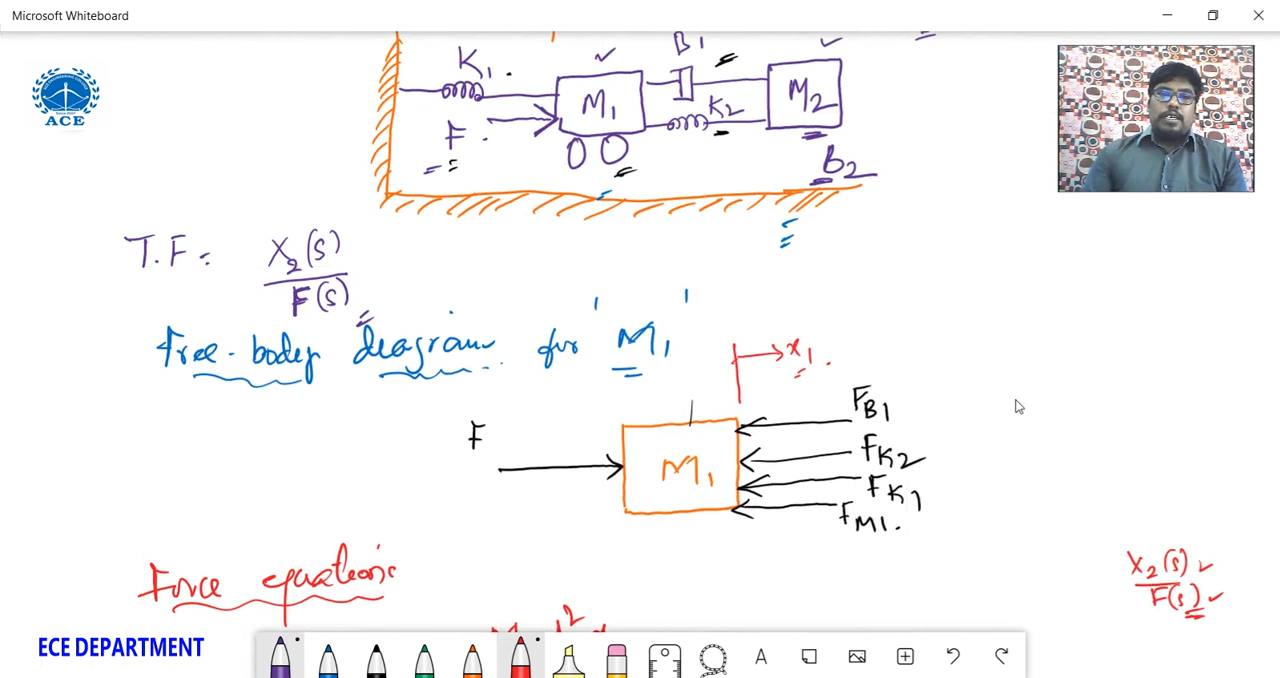 Microsoft Whiteboard
ACE
K1
B1
M1
K2
M2
F
B2
T.F = X2(s)
F(s)
Free-body diagram for 'M1'
x1
F
M1
FB1
FK2
FK1
FM1
Force equations
X2(s)
F(s)
ECE DEPARTMENT
A